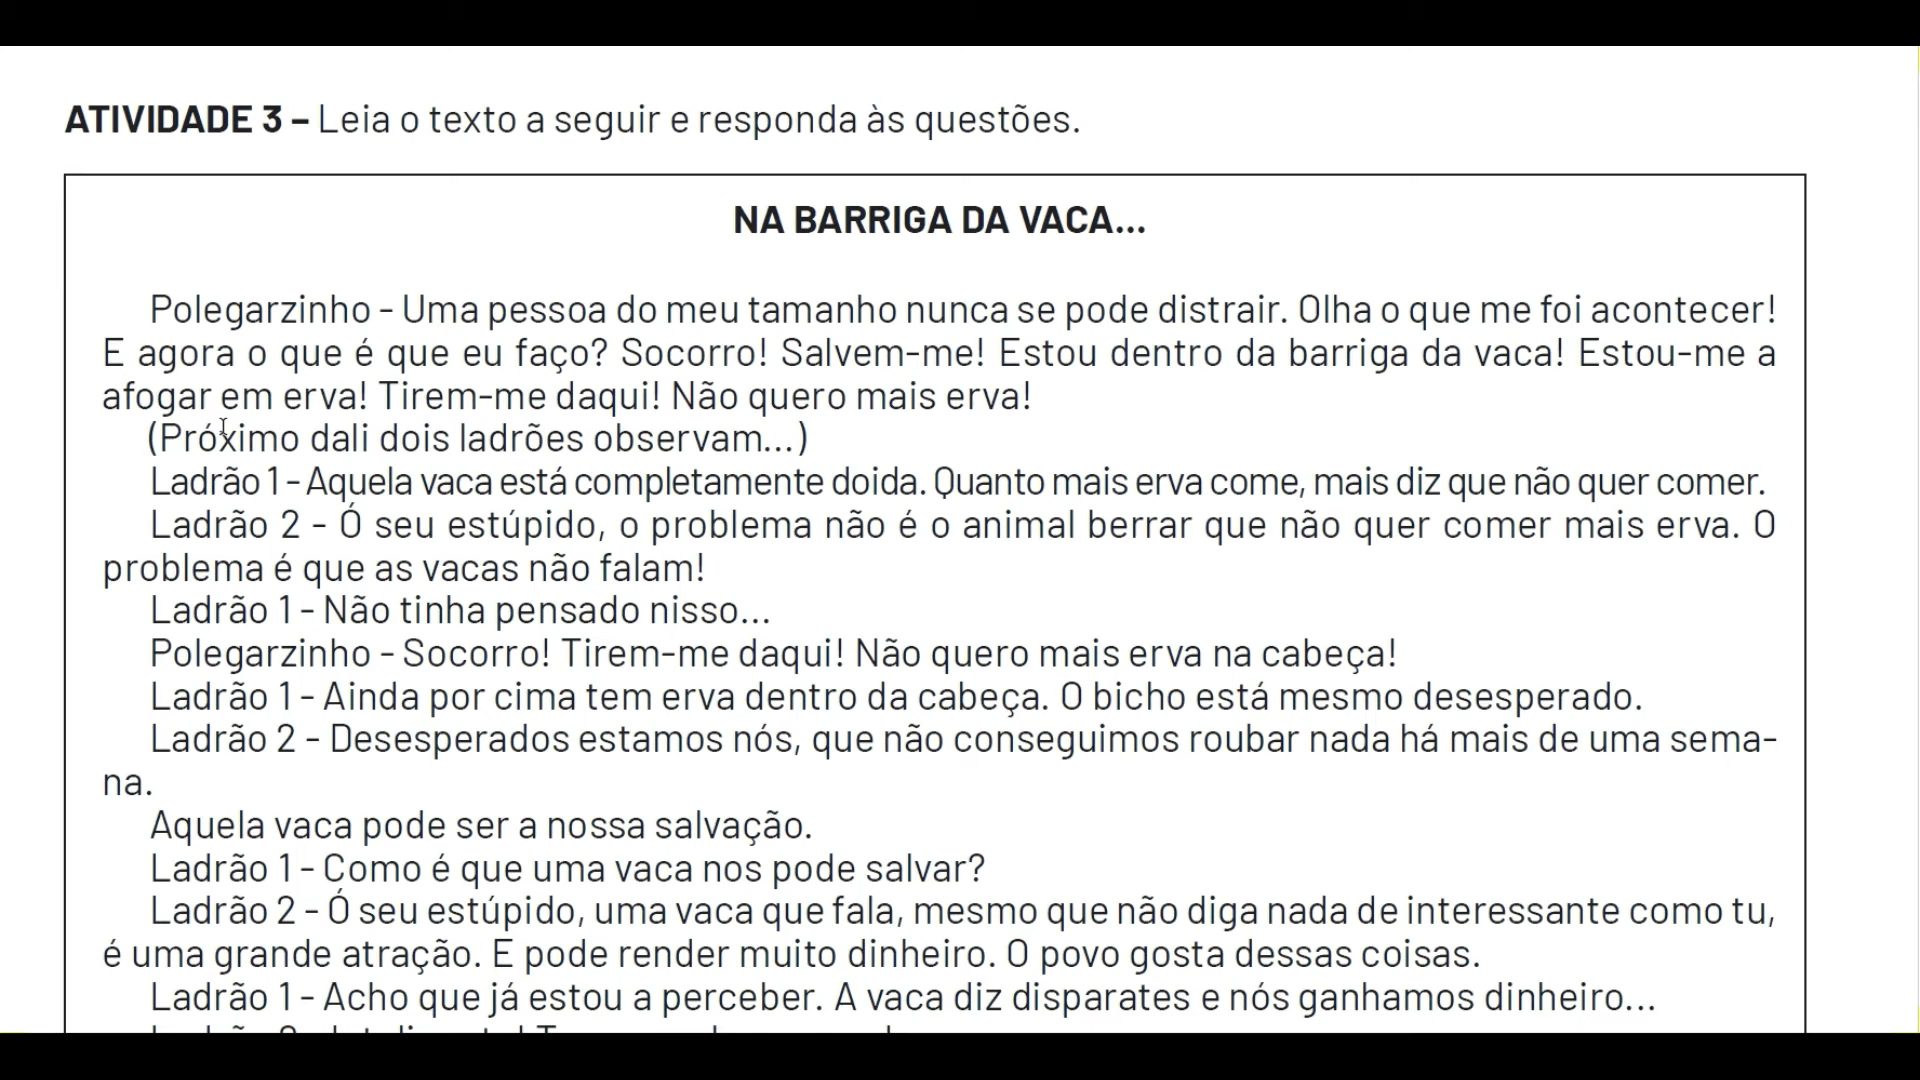 ATIVIDADE 3 – Leia o texto a seguir e responda às questões.
NA BARRIGA DA VACA...
Polegarzinho - Uma pessoa do meu tamanho nunca se pode distrair. Olha o que me foi acontecer!
E agora o que é que eu faço? Socorro! Salvem-me! Estou dentro da barriga da vaca! Estou-me a
afogar em erva! Tirem-me daqui! Não quero mais erva!
(Próximo dali dois ladrões observam...)
Ladrão 1 - Aquela vaca está completamente doida. Quanto mais erva come, mais diz que não quer comer.
Ladrão 2 - Ó seu estúpido, o problema não é o animal berrar que não quer comer mais erva. O
problema é que as vacas não falam!
Ladrão 1 - Não tinha pensado nisso...
Polegarzinho - Socorro! Tirem-me daqui! Não quero mais erva na cabeça!
Ladrão 1 - Ainda por cima tem erva dentro da cabeça. O bicho está mesmo desesperado.
Ladrão 2 - Desesperados estamos nós, que não conseguimos roubar nada há mais de uma sema-
na.
Aquela vaca pode ser a nossa salvação.
Ladrão 1 - Como é que uma vaca nos pode salvar?
Ladrão 2 - Ó seu estúpido, uma vaca que fala, mesmo que não diga nada de interessante como tu,
é uma grande atração. E pode render muito dinheiro. O povo gosta dessas coisas.
Ladrão 1 - Acho que já estou a perceber. A vaca diz disparates e nós ganhamos dinheiro...